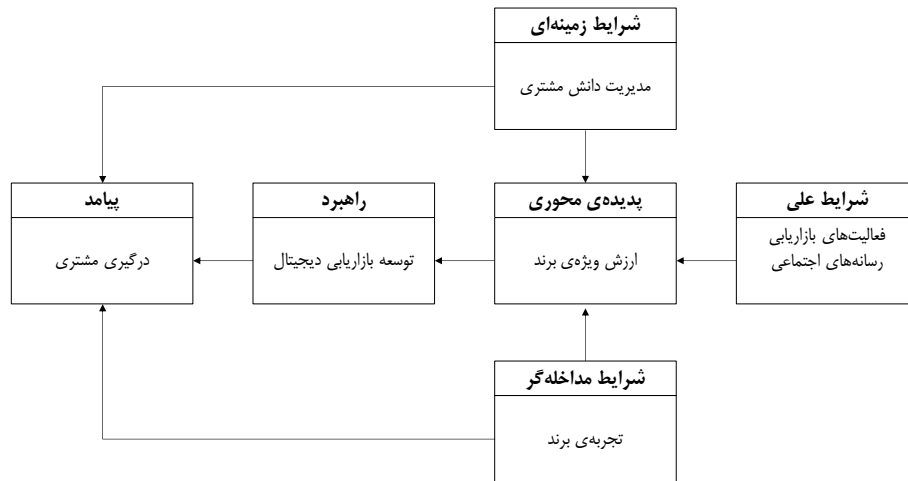 شرایط زمینه‌ای
مدیریت دانش مشتری
شرایط علی
فعالیت‌های بازاریابی
رسانه‌های اجتماعی
پدیده‌ی محوری
ارزش ویژه‌ی برند
راهبرد
توسعه بازاریابی دیجیتال
پیامد
درگیری مشتری
شرایط مداخله‌گر
تجربه‌ی برند